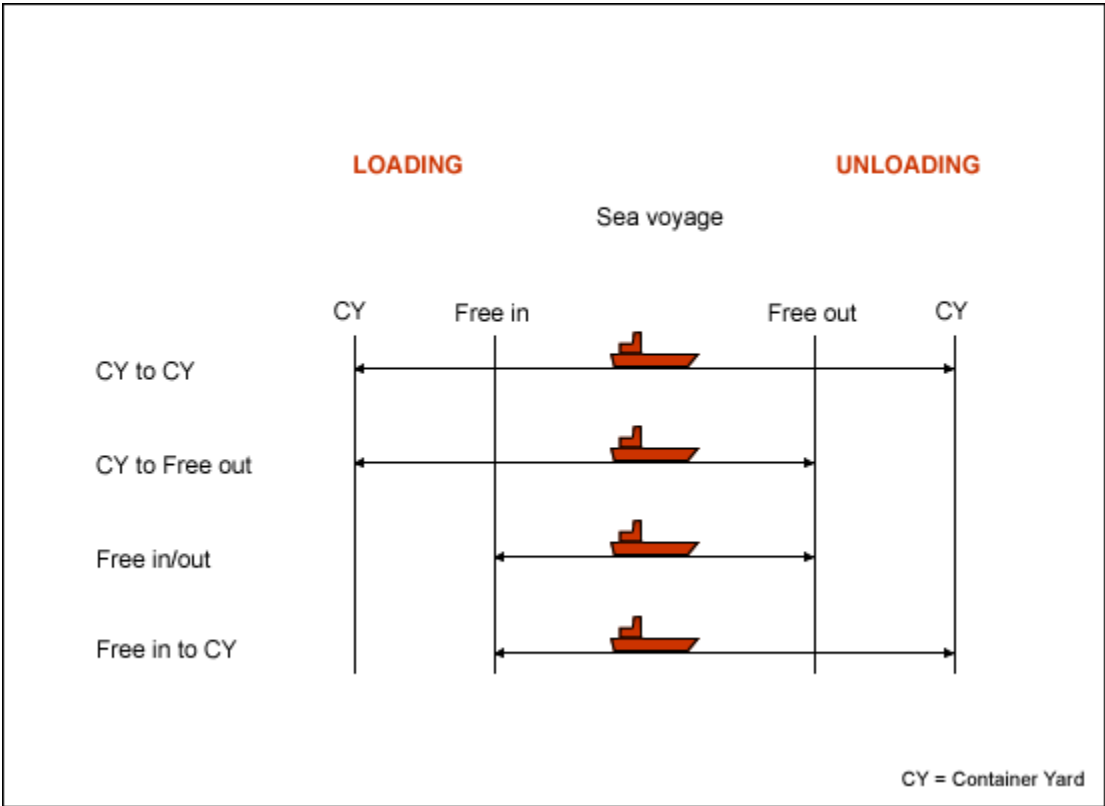 LOADING
UNLOADING
Sea voyage
CY
Free in
Free out
CY
CY to CY
CY to Free out
Free in/out
Free in to CY
CY = Container Yard